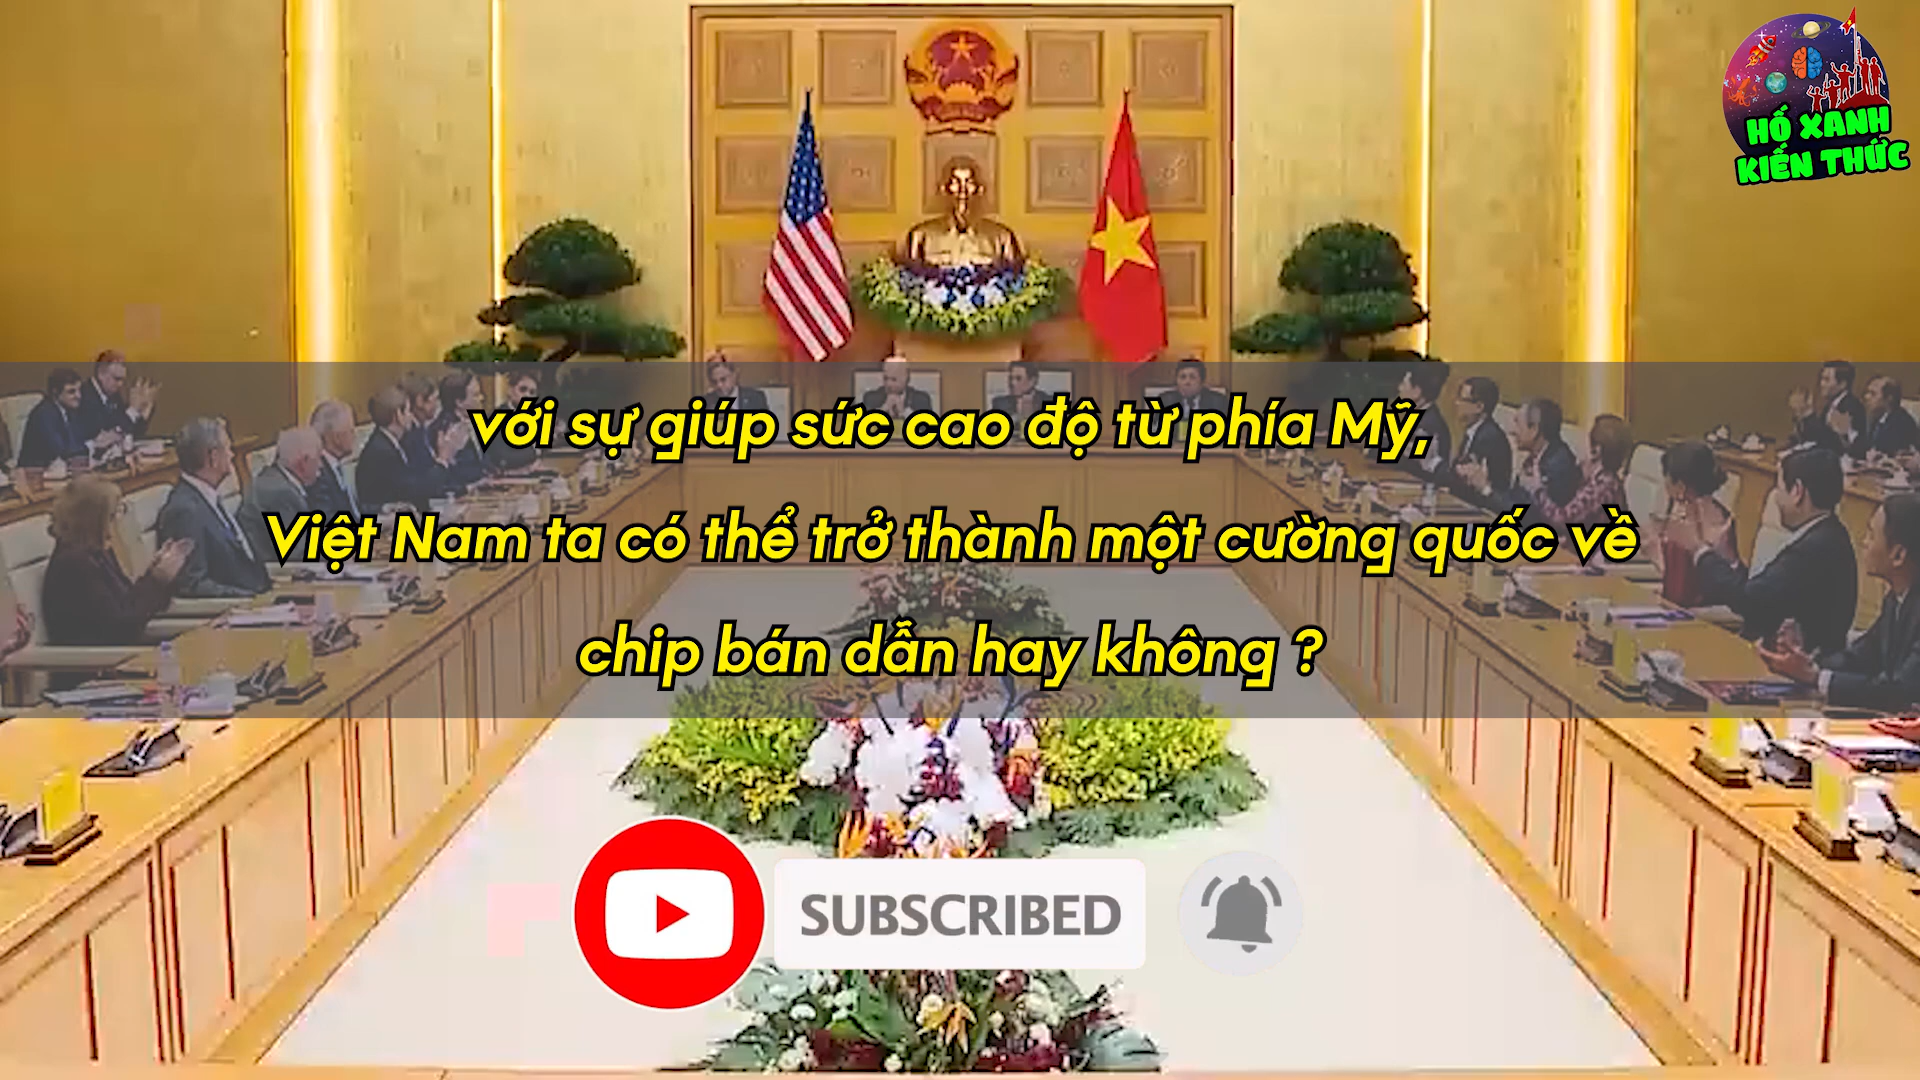 HỐ XANH
KIẾN THỨC
với sự giúp sức cao độ từ phía Mỹ,
Việt Nam ta có thể trở thành một cường quốc về
chip bán dẫn hay không ?
SUBSCRIBED